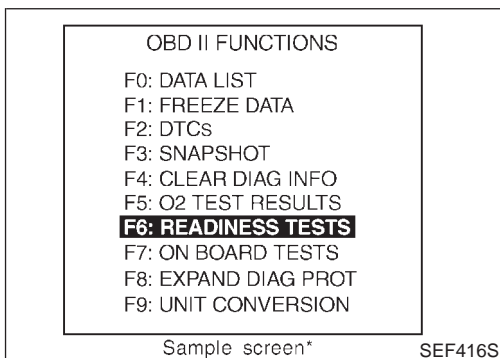 OBD II FUNCTIONS
F0: DATA LIST
F1: FREEZE DATA
F2: DTCs
F3: SNAPSHOT
F4: CLEAR DIAG INFO
F5: O2 TEST RESULTS
F6: READINESS TESTS
F7: ON BOARD TESTS
F8: EXPAND DIAG PROT
F9: UNIT CONVERSION
Sample screen*
SEF416S